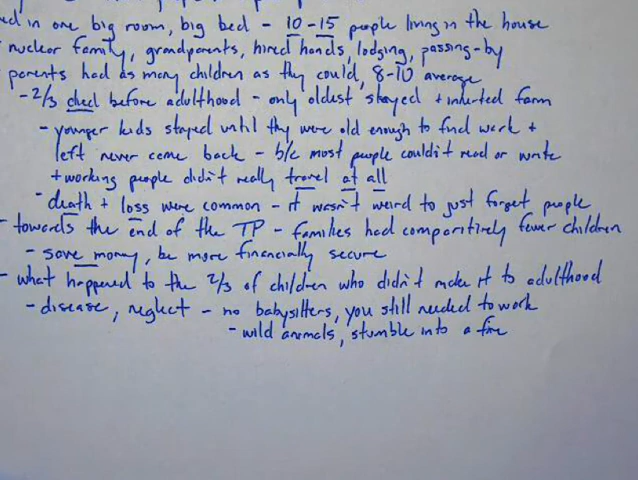 ed in one big room, big bed - 10-15 people living in the house
- nuclear family, grandparents, hired hands, lodging, passing-by
parents had as many children as they could, 8-10 average
- 2/3 died before adulthood - only oldest stayed + inherited farm
- younger kids stayed until they were old enough to find work +
left never came back - b/c most people couldn't read or write
+ working people didn't really travel at all
- death + loss were common - it wasn't weird to just forget people
- towards the end of the TP - families had comparitively fewer children
- save money, be more financially secure
- what happened to the 2/3 of children who didn't make it to adulthood
- disease, neglect - no babysitters, you still needed to work
- wild animals, stumble into a fire